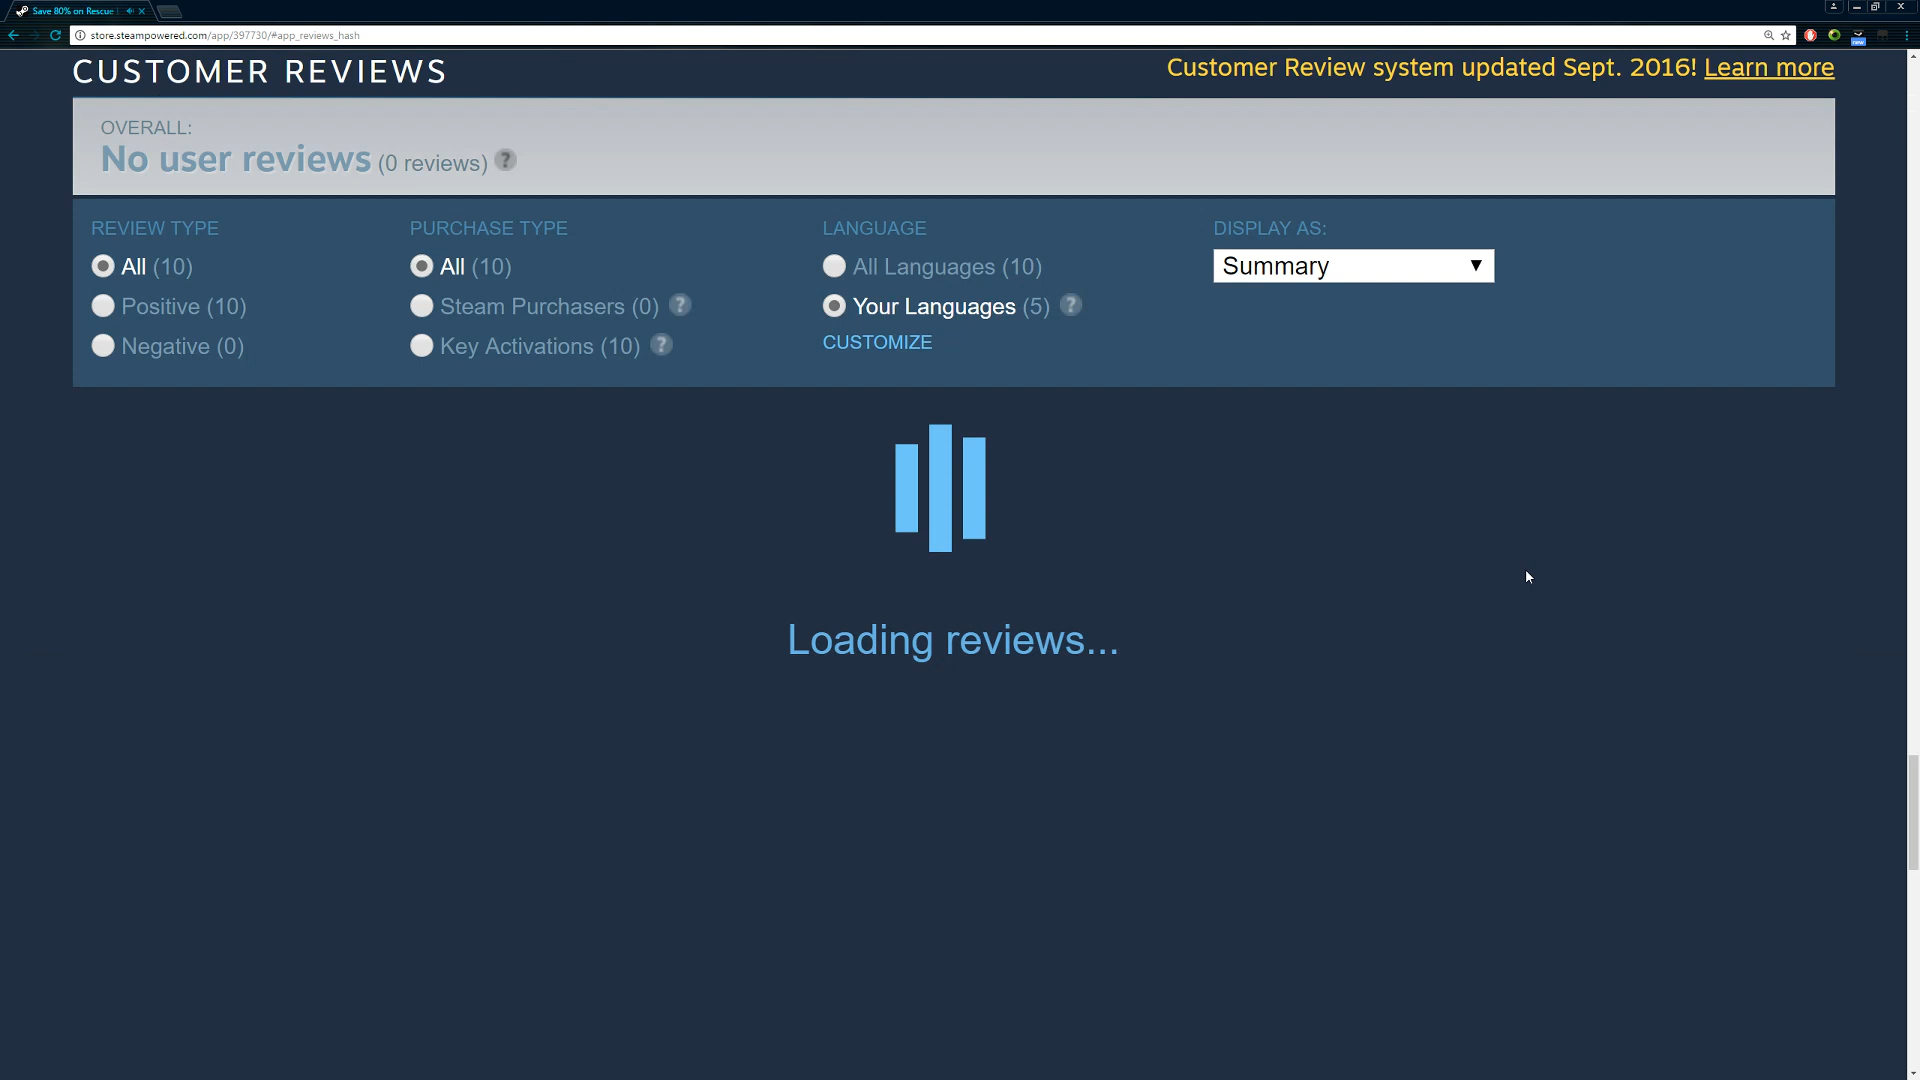 Save 80% on Rescue
store.steampowered.com/app/397730/#app_reviews_hash
CUSTOMER REVIEWS
Customer Review system updated Sept. 2016! Learn more
OVERALL:
No user reviews (0 reviews) ?
REVIEW TYPE
All (10)
Positive (10)
Negative (0)
PURCHASE TYPE
All (10)
Steam Purchasers (0) ?
Key Activations (10) ?
LANGUAGE
All Languages (10)
Your Languages (5) ?
CUSTOMIZE
DISPLAY AS:
Summary
Loading reviews...